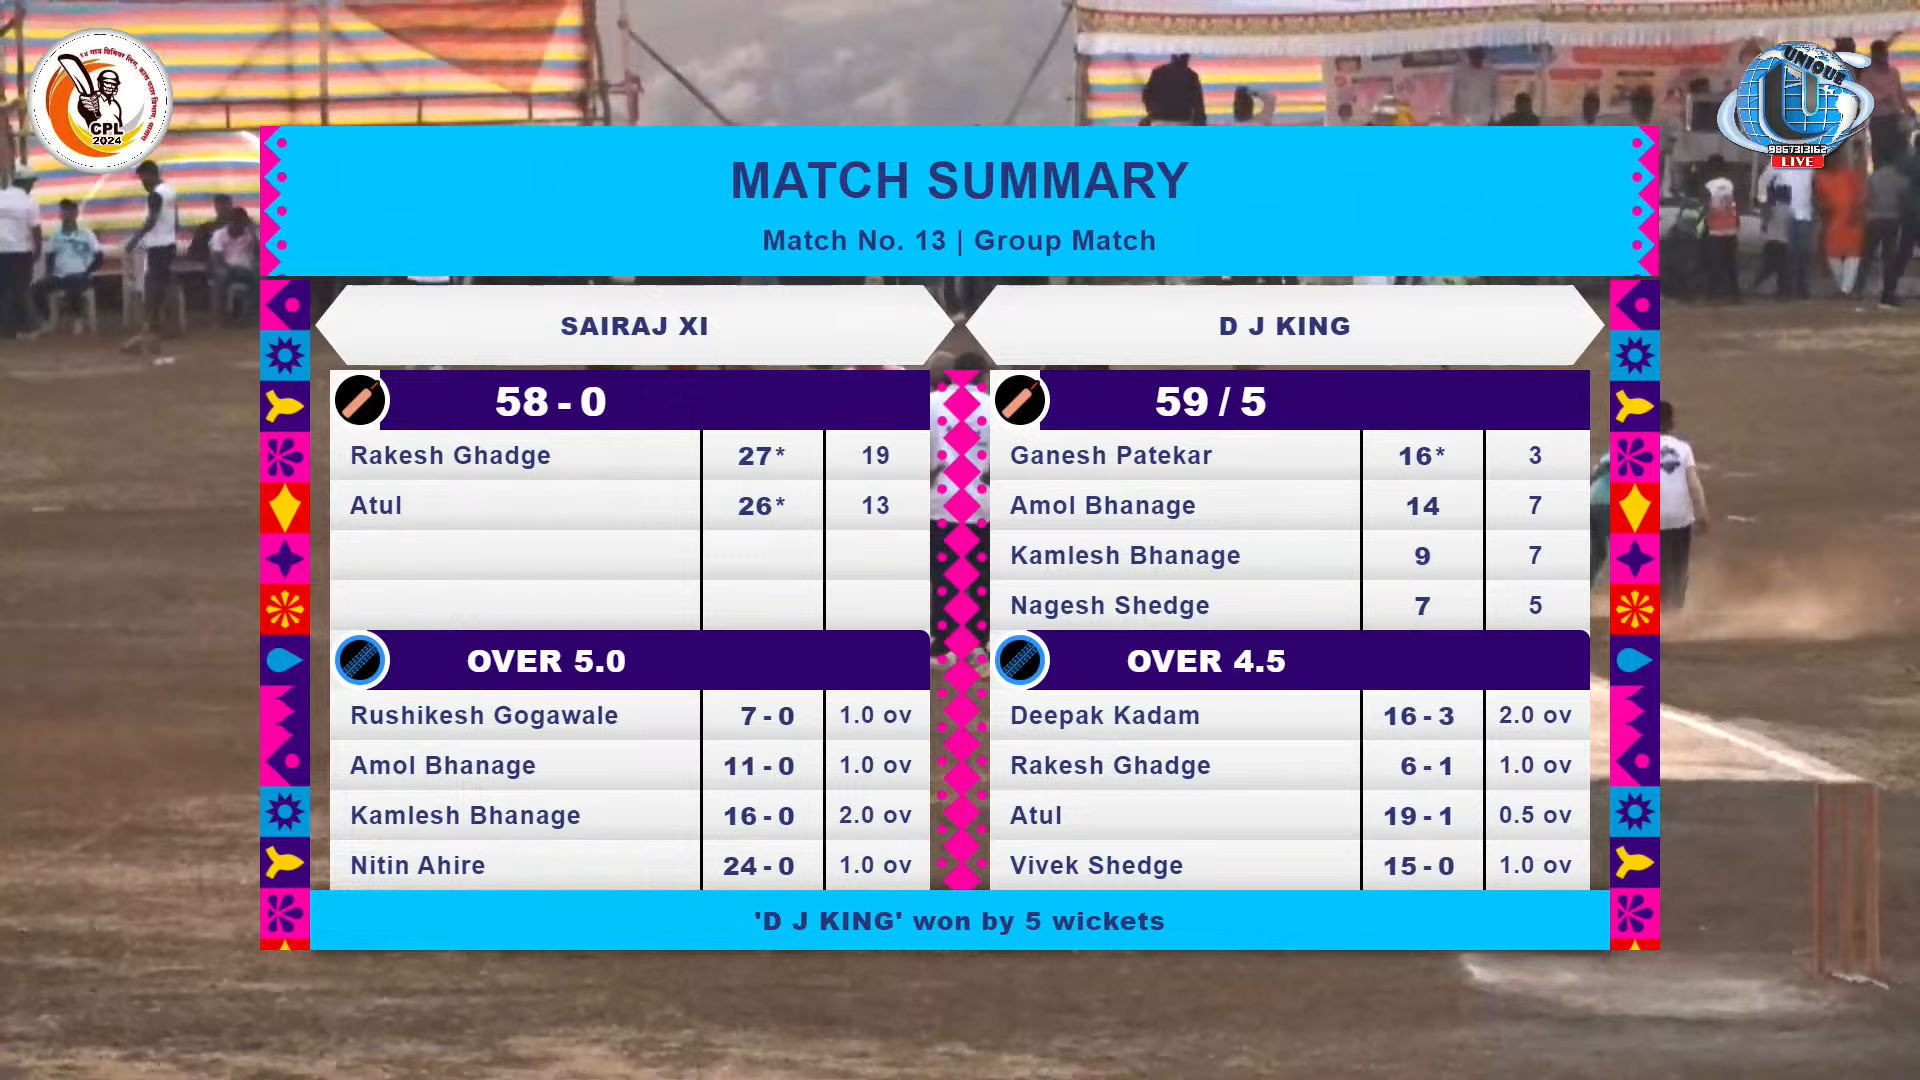 CPL
2024
UNIQUE
9867313162
LIVE
MATCH SUMMARY
Match No. 13 | Group Match
SAIRAJ XI
D J KING
58 - 0
59 / 5
Rakesh Ghadge 27* 19
Ganesh Patekar 16* 3
Atul 26* 13
Amol Bhanage 14 7
Kamlesh Bhanage 9 7
Nagesh Shedge 7 5
OVER 5.0
OVER 4.5
Rushikesh Gogawale 7 - 0 1.0 ov
Deepak Kadam 16 - 3 2.0 ov
Amol Bhanage 11 - 0 1.0 ov
Rakesh Ghadge 6 - 1 1.0 ov
Kamlesh Bhanage 16 - 0 2.0 ov
Atul 19 - 1 0.5 ov
Nitin Ahire 24 - 0 1.0 ov
Vivek Shedge 15 - 0 1.0 ov
'D J KING' won by 5 wickets